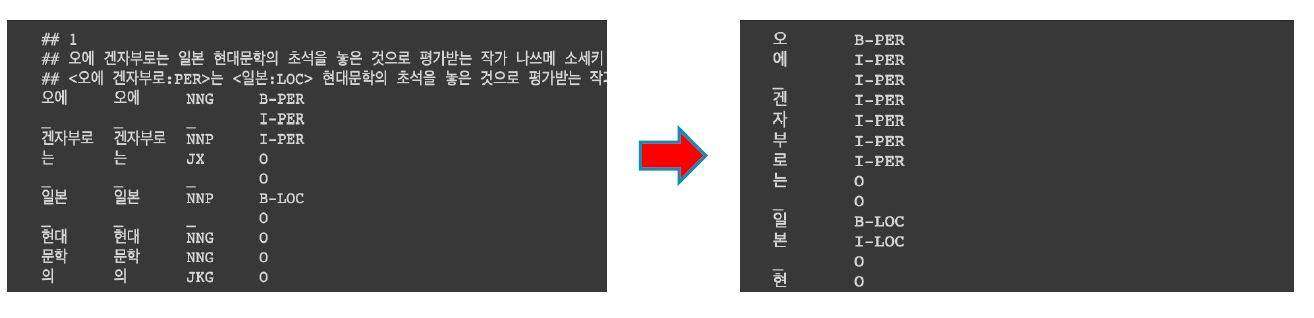 ## 1
## 오에 겐자부로는 일본 현대문학의 초석을 놓은 것으로 평가받는 작가 나쓰메 소세키
## <오에 겐자부로:PER>는 <일본:LOC> 현대문학의 초석을 놓은 것으로 평가받는 작가
오에 오에 NNG B-PER
_ _ _ I-PER
겐자부로 겐자부로 NNP I-PER
는 는 JX O
_ _ _ O
일본 일본 NNP B-LOC
_ _ _ O
현대 현대 NNG O
문학 문학 NNG O
의 의 JKG O
오 B-PER
에 I-PER
_ I-PER
겐 I-PER
자 I-PER
부 I-PER
로 I-PER
는 O
_ O
일 B-LOC
본 I-LOC
_ O
현 O